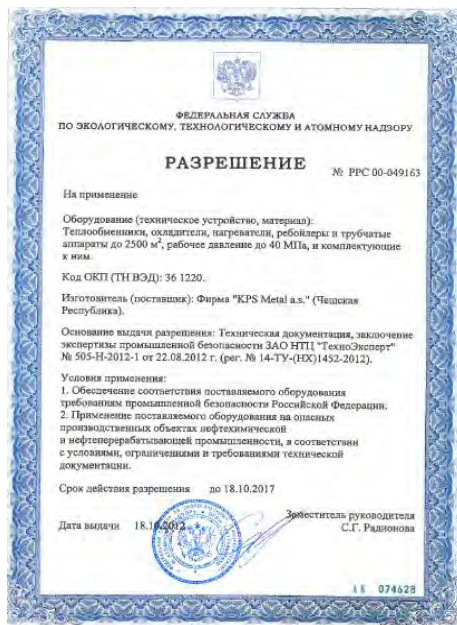 ФЕДЕРАЛЬНАЯ СЛУЖБА
ПО ЭКОЛОГИЧЕСКОМУ, ТЕХНОЛОГИЧЕСКОМУ И АТОМНОМУ НАДЗОРУ
РАЗРЕШЕНИЕ
№ РРС 00-049163
На применение
Оборудование (техническое устройство, материал):
Теплообменники, охладители, нагреватели, ребойлеры и трубчатые
аппараты до 2500 м², рабочее давление до 40 МПа, и комплектующие
к ним.
Код ОКП (ТН ВЭД): 36 1220.
Изготовитель (поставщик): Фирма "KPS Metal a.s." (Чешская
Республика).
Основание выдачи разрешения: Техническая документация, заключение
экспертизы промышленной безопасности ЗАО НТЦ "ТехноЭксперт"
№ 505-Н-2012-1 от 22.08.2012 г. (рег. № 14-ТУ-(НХ)1452-2012).
Условия применения:
1. Обеспечение соответствия поставляемого оборудования
требованиям промышленной безопасности Российской Федерации.
2. Применение поставляемого оборудования на опасных
производственных объектах нефтехимической
и нефтеперерабатывающей промышленности, в соответствии
с условиями, ограничениями и требованиями технической
документации.
Срок действия разрешения до 18.10.2017
Заместитель руководителя
Дата выдачи 18.10.2012 С.Г. Радионова
АК 074628